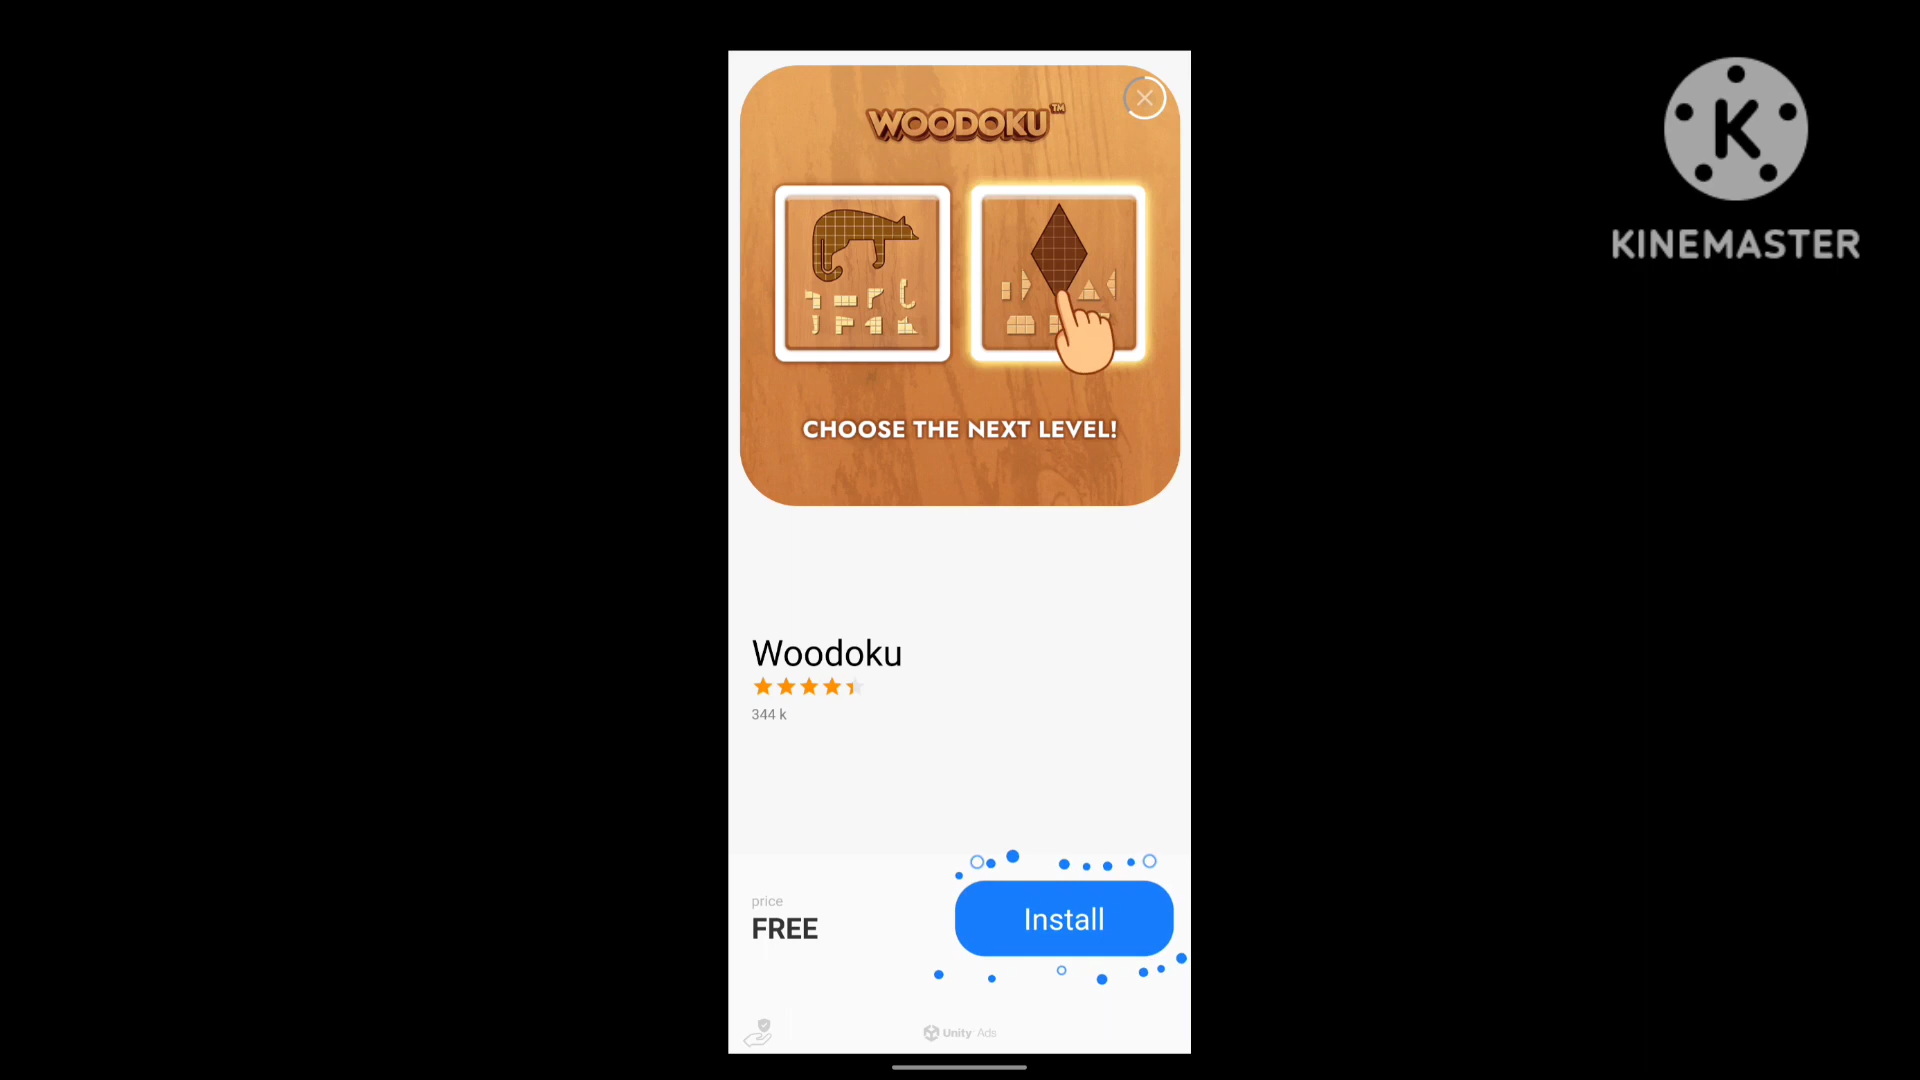 WOODOKU™
CHOOSE THE NEXT LEVEL!
Woodoku
344 k
price
FREE
Install
Unity Ads
K
KINEMASTER